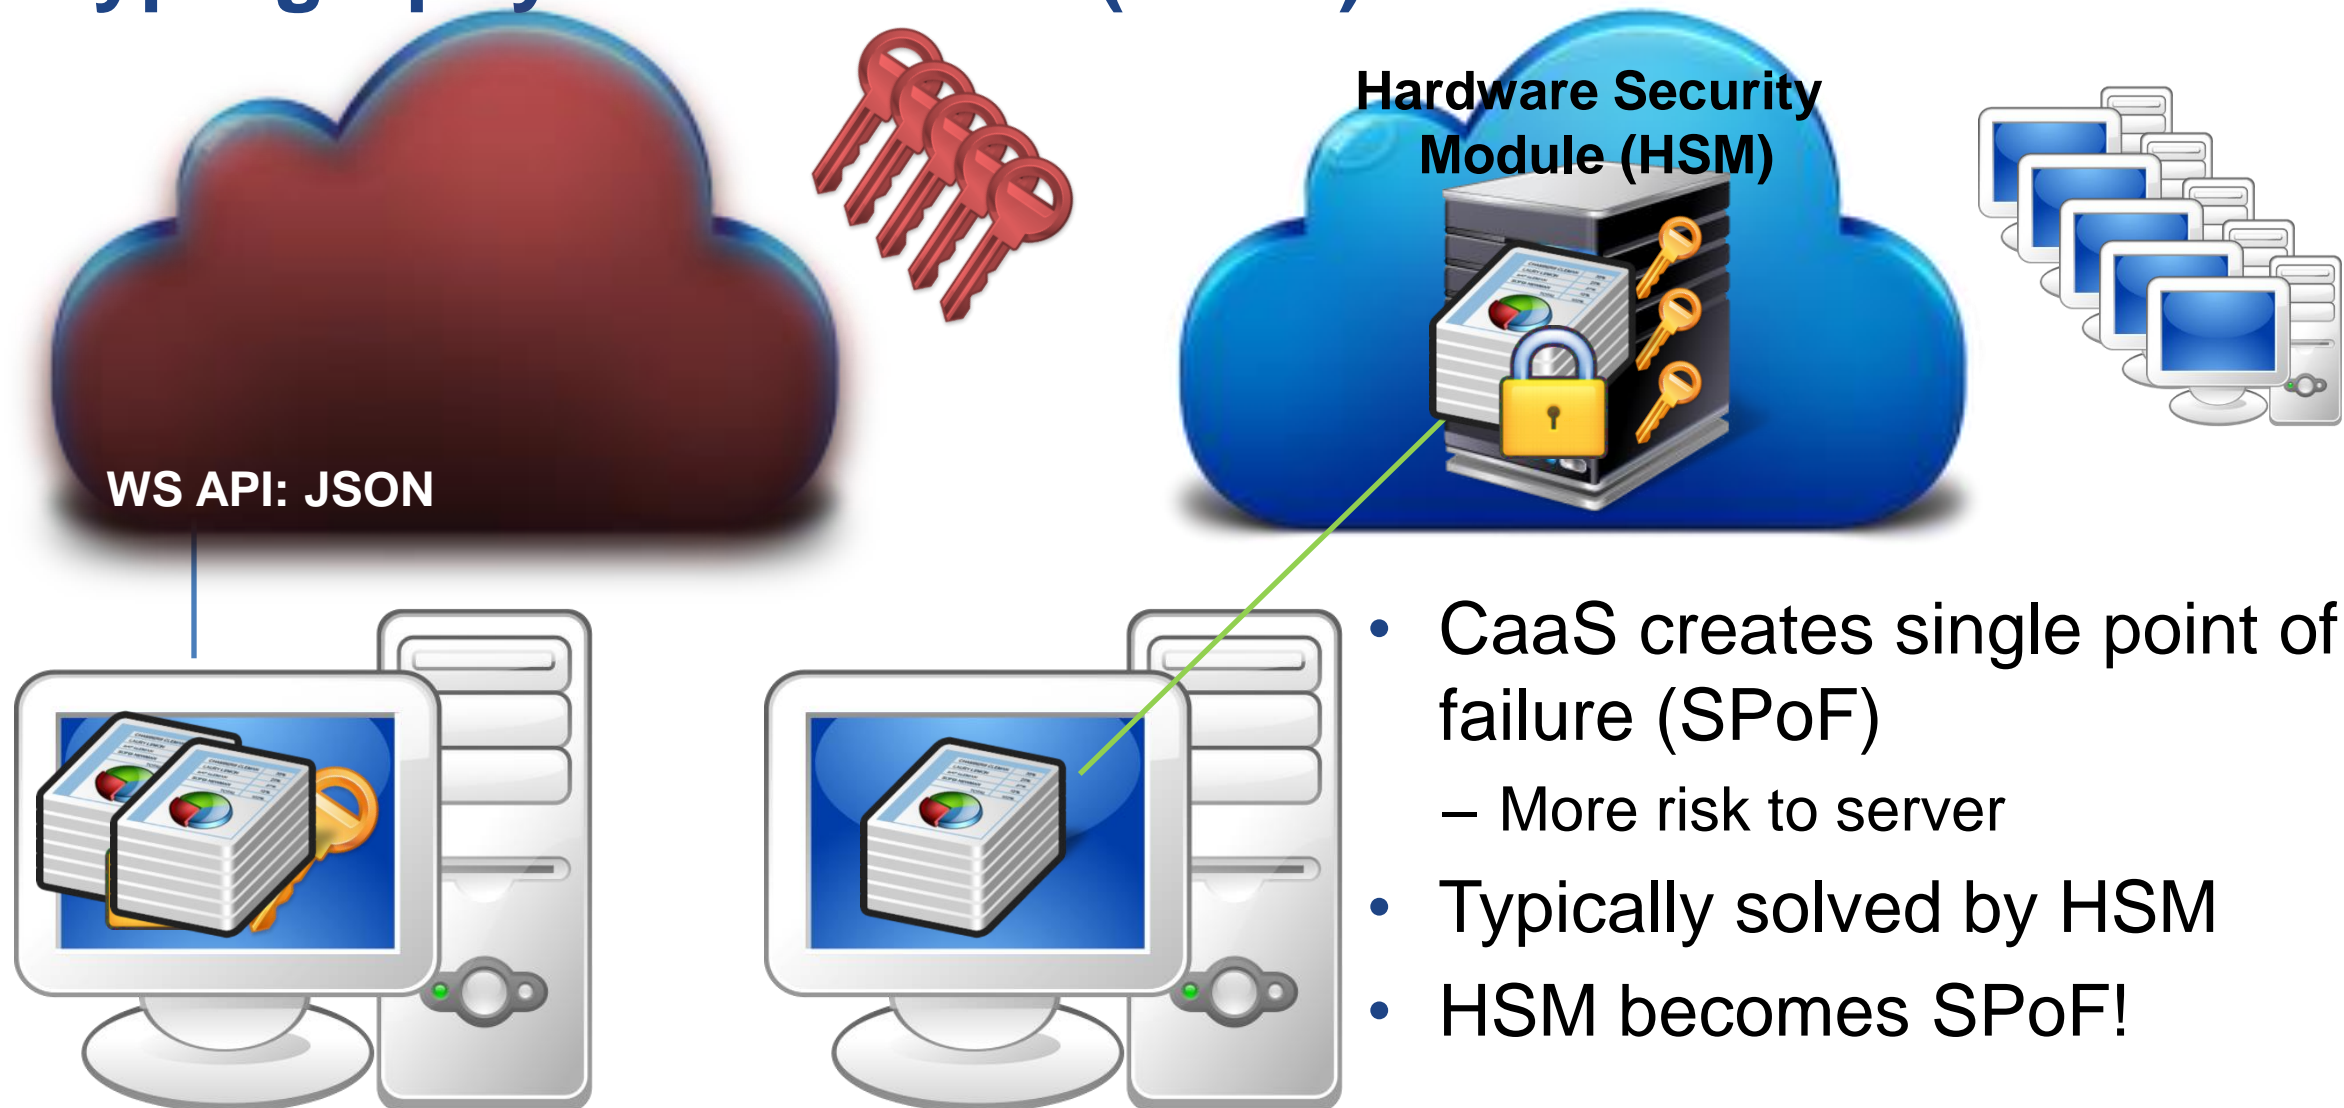 Hardware Security
Module (HSM)
WS API: JSON
• CaaS creates single point of
failure (SPoF)
– More risk to server
• Typically solved by HSM
• HSM becomes SPoF!